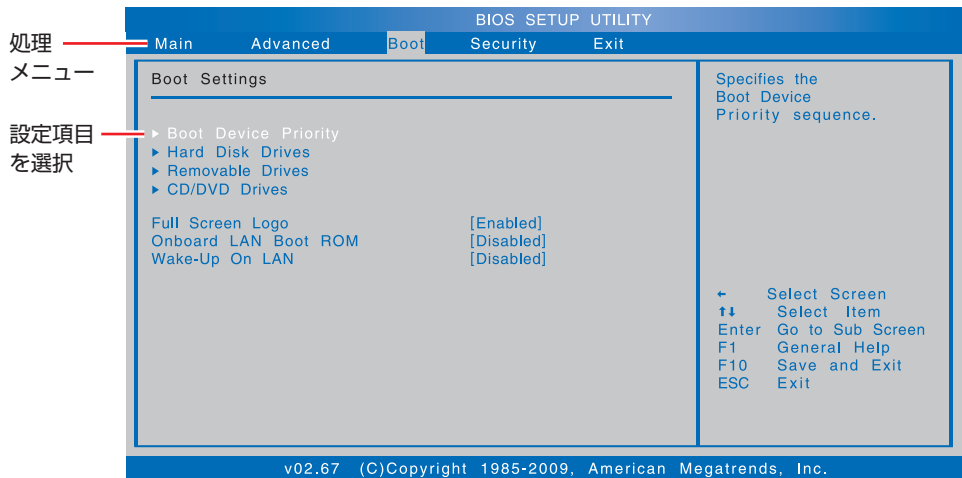 BIOS SETUP UTILITY
処理
メニュー
Main Advanced Boot Security Exit
Boot Settings
設定項目
を選択
▶ Boot Device Priority
▶ Hard Disk Drives
▶ Removable Drives
▶ CD/DVD Drives
Full Screen Logo [Enabled]
Onboard LAN Boot ROM [Disabled]
Wake-Up On LAN [Disabled]
Specifies the
Boot Device
Priority sequence.
← Select Screen
↑↓ Select Item
Enter Go to Sub Screen
F1 General Help
F10 Save and Exit
ESC Exit
v02.67 (C)Copyright 1985-2009, American Megatrends, Inc.